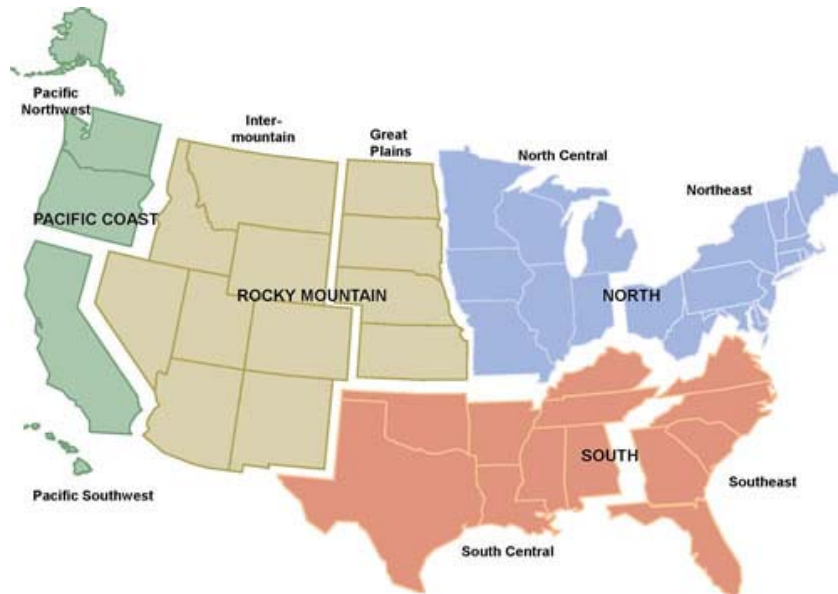 Pacific
Northwest
Inter-
mountain
Great
Plains
North Central
Northeast
PACIFIC COAST
ROCKY MOUNTAIN
NORTH
SOUTH
Pacific Southwest
Southeast
South Central